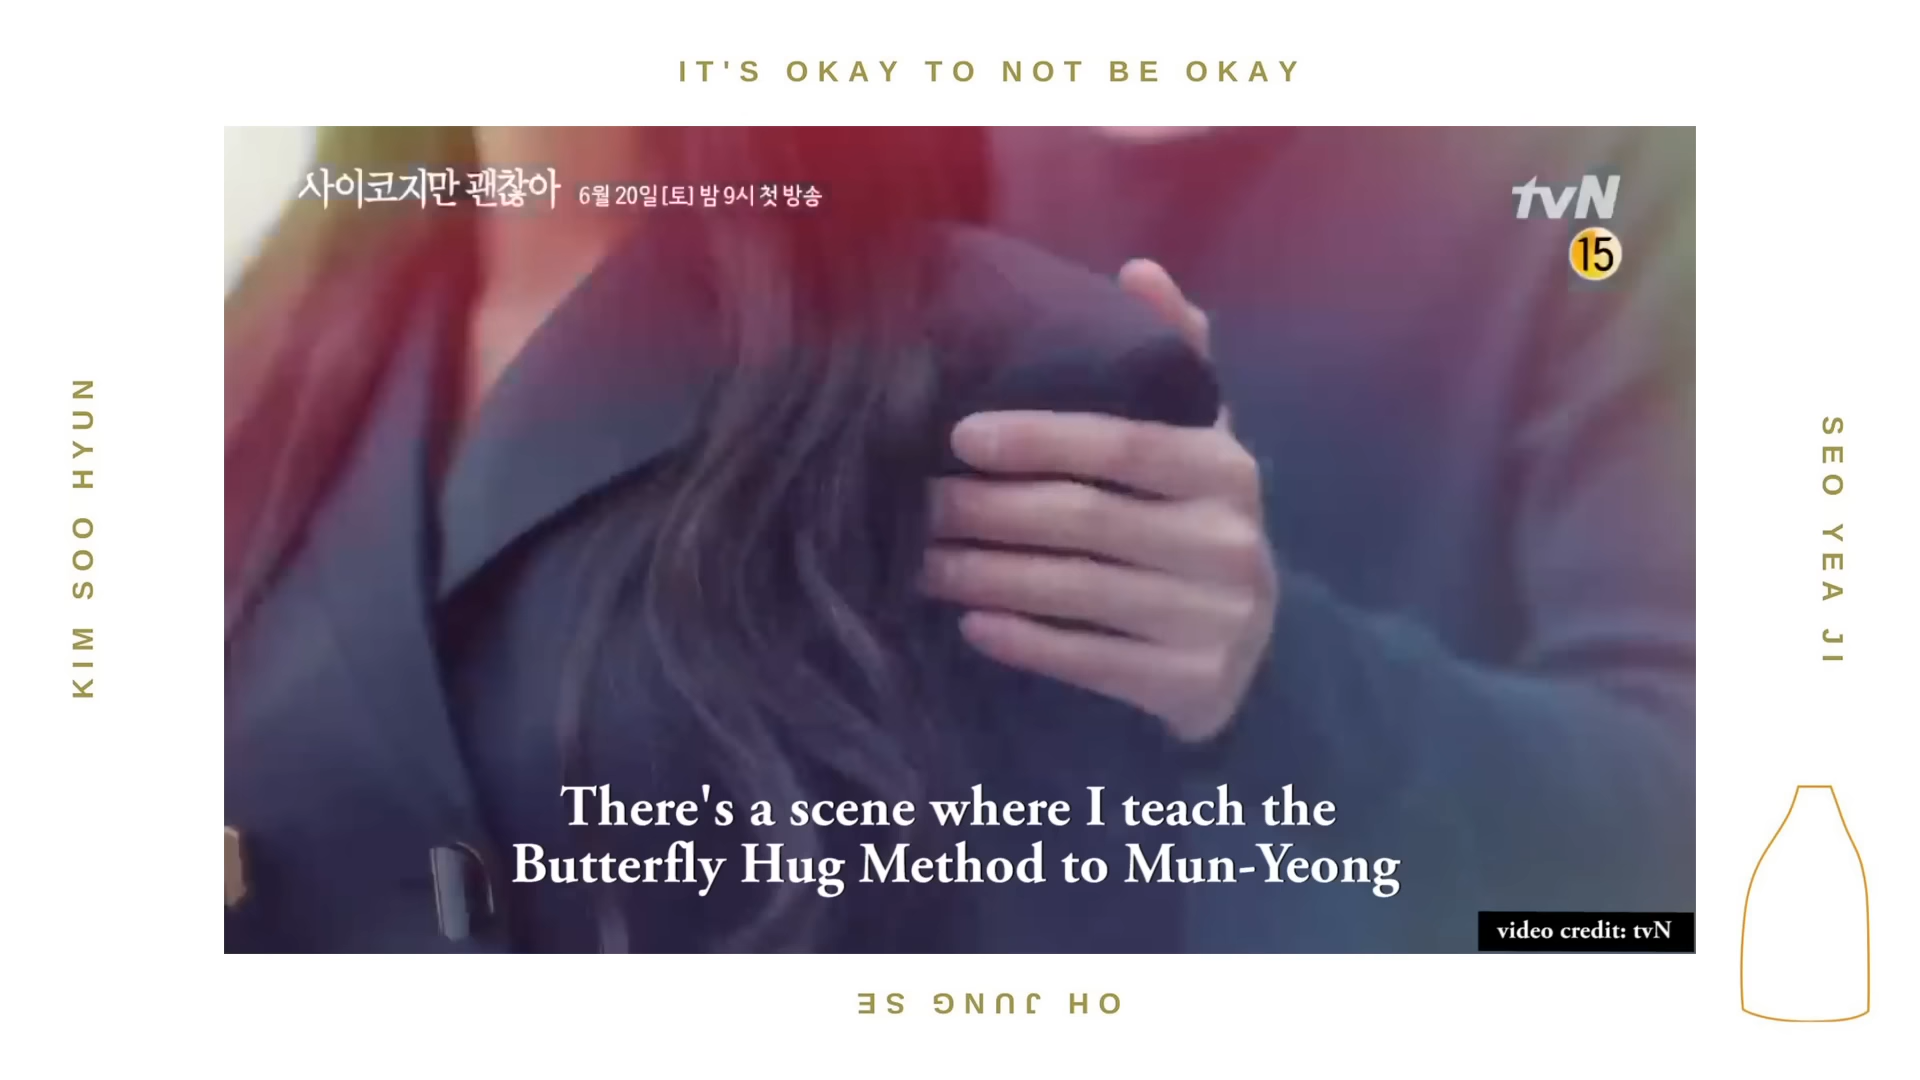 IT'S OKAY TO NOT BE OKAY
사이코지만 괜찮아 6월 20일[토] 밤 9시 첫 방송
tvN
15
KIM SOO HYUN
SEO YEA JI
There's a scene where I teach the
Butterfly Hug Method to Mun-Yeong
video credit: tvN
OH JUNG SE